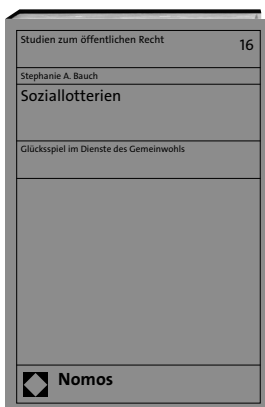 Studien zum öffentlichen Recht 16
Stephanie A. Bauch
Soziallotterien
Glücksspiel im Dienste des Gemeinwohls
Nomos